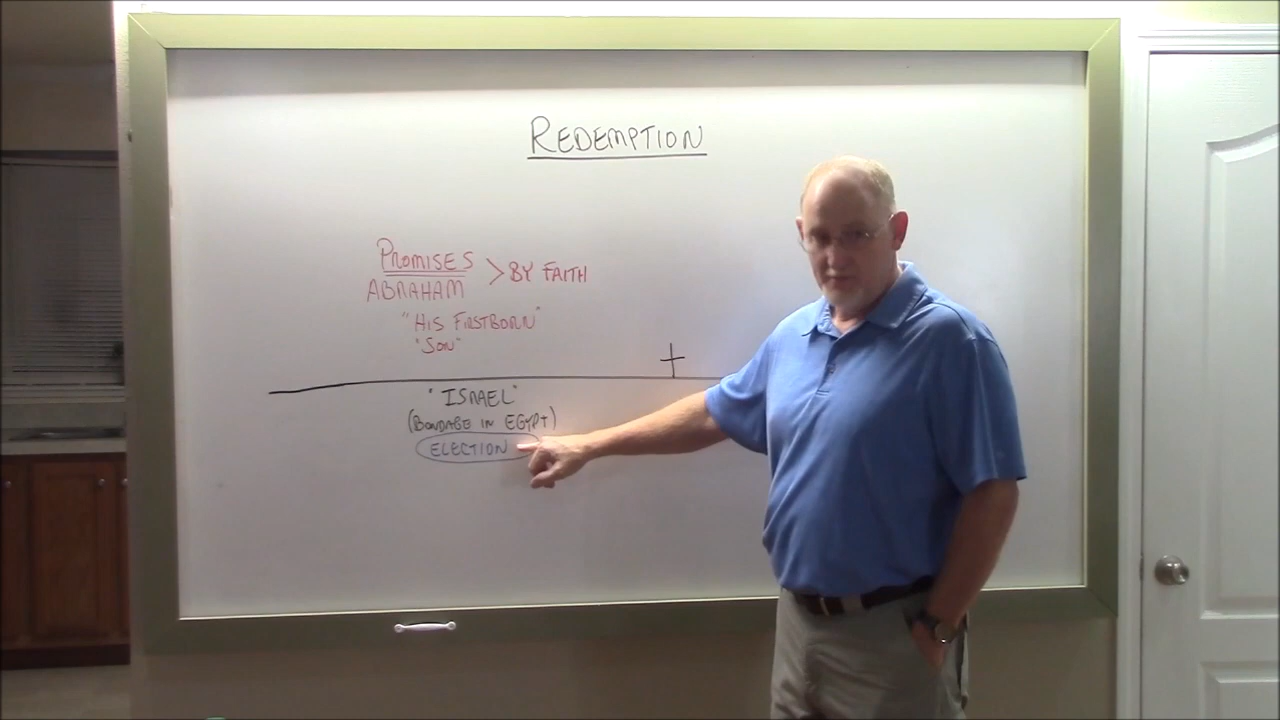 REDEMPTION
PROMISES
ABRAHAM > BY FAITH
"HIS FIRSTBORN"
"SON"
"ISRAEL"
(BONDAGE IN EGYPT)
ELECTION